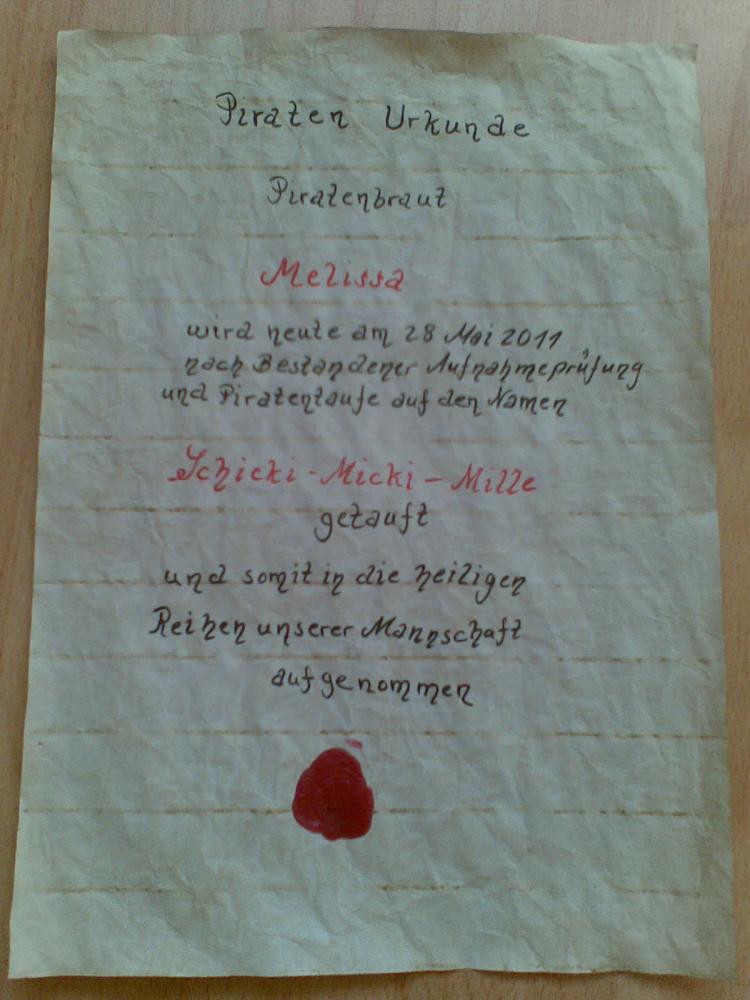 Piraten Urkunde
Piratenbraut
Melissa
wird heute am 28 Mai 2011
nach Bestandener Aufnahmeprüfung
und Piratentaufe auf den Namen
Schicki-Micki-Mille
getauft
und somit in die heiligen
Reihen unserer Mannschaft
aufgenommen